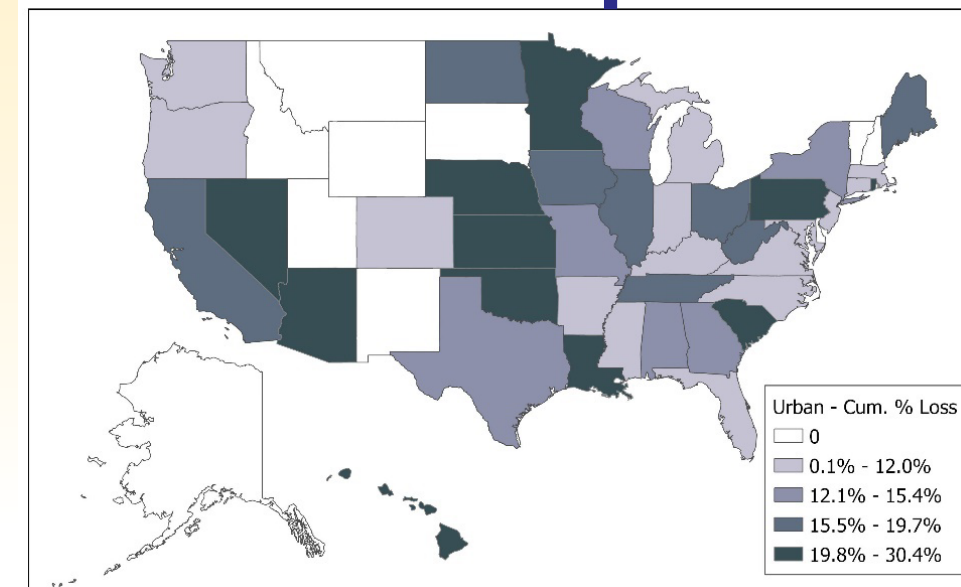 Urban - Cum. % Loss
0
0.1% - 12.0%
12.1% - 15.4%
15.5% - 19.7%
19.8% - 30.4%